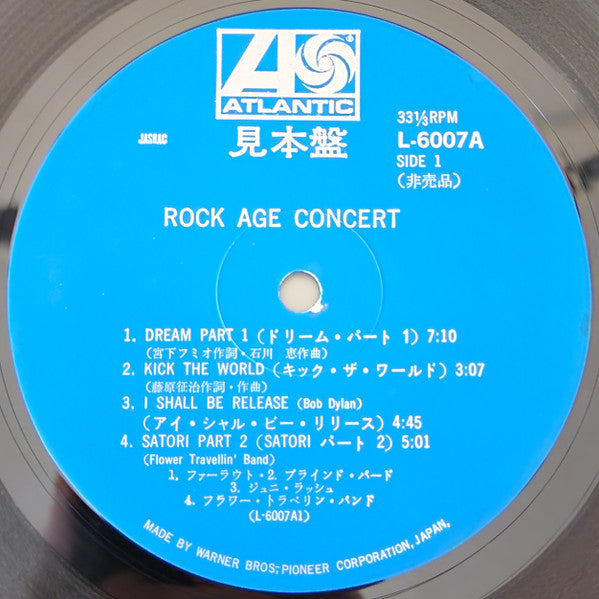 ATLANTIC
JASRAC
見本盤
33⅓RPM
L-6007A
SIDE 1
(非売品)
ROCK AGE CONCERT
1. DREAM PART 1 (ドリーム・パート 1) 7:10
(宮下フミオ作詞・石川 恵作曲)
2. KICK THE WORLD (キック・ザ・ワールド) 3:07
(藤原征治作詞・作曲)
3. I SHALL BE RELEASE (Bob Dylan)
(アイ・シャル・ビー・リリース) 4:45
4. SATORI PART 2 (SATORI パート 2) 5:01
(Flower Travellin' Band)
1. ファーラウト・2. ブラインド・バード
3. ジュニ・ラッシュ
4. フラワー・トラベリン・バンド
(L-6007A1)
MADE BY WARNER BROS.-PIONEER CORPORATION, JAPAN,